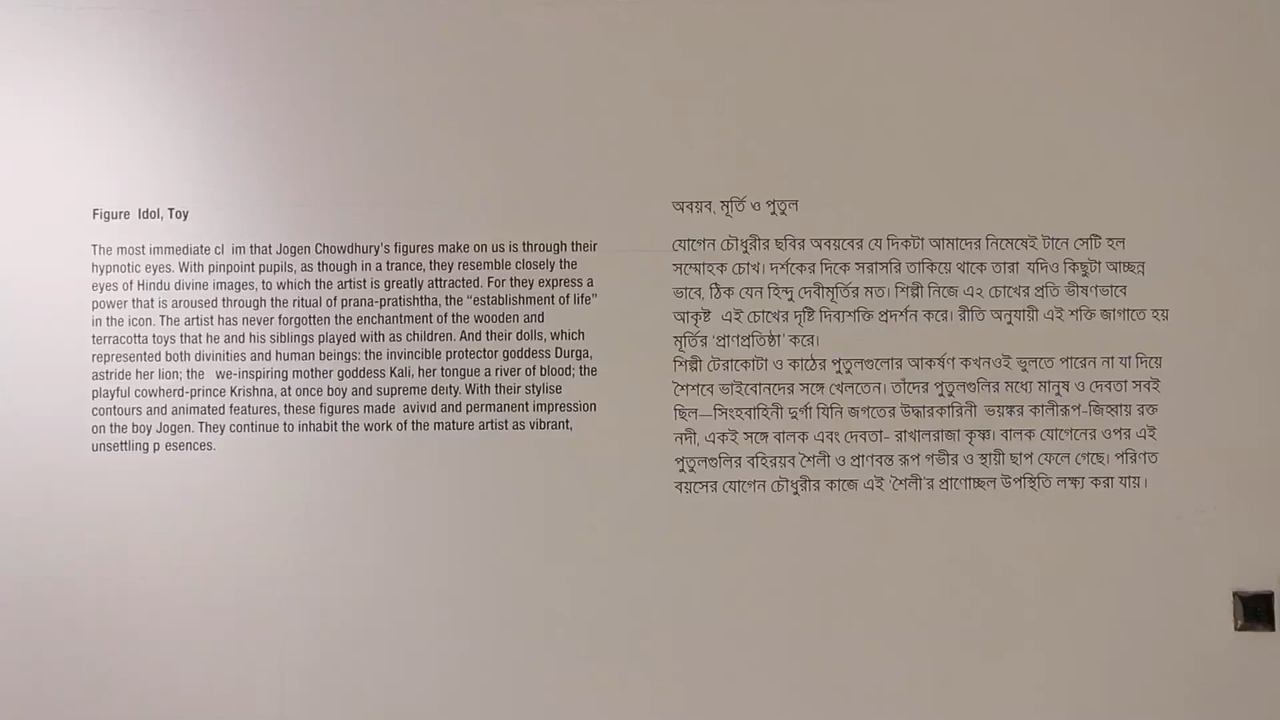 Figure Idol, Toy
The most immediate cl im that Jogen Chowdhury's figures make on us is through their
hypnotic eyes. With pinpoint pupils, as though in a trance, they resemble closely the
eyes of Hindu divine images, to which the artist is greatly attracted. For they express a
power that is aroused through the ritual of prana-pratishtha, the “establishment of life”
in the icon. The artist has never forgotten the enchantment of the wooden and
terracotta toys that he and his siblings played with as children. And their dolls, which
represented both divinities and human beings: the invincible protector goddess Durga,
astride her lion; the we-inspiring mother goddess Kali, her tongue a river of blood; the
playful cowherd-prince Krishna, at once boy and supreme deity. With their stylise
contours and animated features, these figures made avivid and permanent impression
on the boy Jogen. They continue to inhabit the work of the mature artist as vibrant,
unsettling p esences.
অবয়ব, মূর্তি ও পুতুল
যোগেন চৌধুরীর ছবির অবয়বের যে দিকটা আমাদের নিমেষেই টানে সেটি হল
সম্মোহক চোখ। দর্শকের দিকে সরাসরি তাকিয়ে থাকে তারা যদিও কিছুটা আচ্ছন্ন
ভাবে, ঠিক যেন হিন্দু দেবীমূর্তির মত। শিল্পী নিজে এ২ চোখের প্রতি ভীষণভাবে
আকৃষ্ট এই চোখের দৃষ্টি দিব্যশক্তি প্রদর্শন করে। রীতি অনুযায়ী এই শক্তি জাগাতে হয়
মূর্তির ‘প্রাণপ্রতিষ্ঠা’ করে।
শিল্পী টেরাকোটা ও কাঠের পুতুলগুলোর আকর্ষণ কখনওই ভুলতে পারেন না যা দিয়ে
শৈশবে ভাইবোনদের সঙ্গে খেলতেন। তাঁদের পুতুলগুলির মধ্যে মানুষ ও দেবতা সবই
ছিল—সিংহবাহিনী দুর্গা যিনি জগতের উদ্ধারকারিনী ভয়ঙ্কর কালীরূপ-জিহ্বায় রক্ত
নদী, একই সঙ্গে বালক এবং দেবতা- রাখালরাজা কৃষ্ণ। বালক যোগেনের ওপর এই
পুতুলগুলির বহিরয়ব শৈলী ও প্রাণবন্ত রূপ গভীর ও স্থায়ী ছাপ ফেলে গেছে। পরিণত
বয়সের যোগেন চৌধুরীর কাজে এই ‘শৈলী’র প্রাণোচ্ছল উপস্থিতি লক্ষ্য করা যায়।